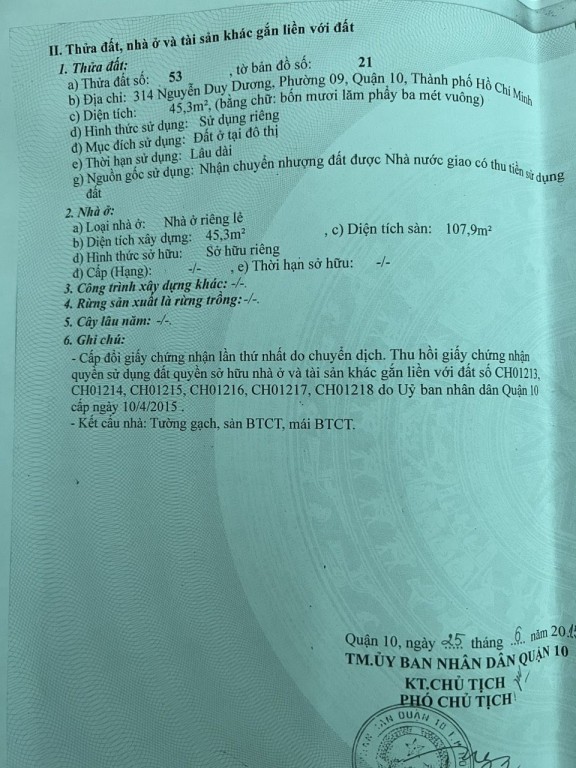 II. Thửa đất, nhà ở và tài sản khác gắn liền với đất
1. Thửa đất:
a) Thửa đất số: 53 , tờ bản đồ số: 21
b) Địa chỉ: 314 Nguyễn Duy Dương, Phường 09, Quận 10, Thành phố Hồ Chí Minh
c) Diện tích: 45,3m², (bằng chữ: bốn mươi lăm phẩy ba mét vuông)
d) Hình thức sử dụng: Sử dụng riêng
đ) Mục đích sử dụng: Đất ở tại đô thị
e) Thời hạn sử dụng: Lâu dài
g) Nguồn gốc sử dụng: Nhận chuyển nhượng đất được Nhà nước giao có thu tiền sử dụng
đất
2. Nhà ở:
a) Loại nhà ở: Nhà ở riêng lẻ
b) Diện tích xây dựng: 45,3m² , c) Diện tích sàn: 107,9m²
d) Hình thức sở hữu: Sở hữu riêng
đ) Cấp (Hạng): -/- , e) Thời hạn sở hữu: -/-
3. Công trình xây dựng khác: -/-.
4. Rừng sản xuất là rừng trồng: -/-.
5. Cây lâu năm: -/-.
6. Ghi chú:
- Cấp đổi giấy chứng nhận lần thứ nhất do chuyển dịch. Thu hồi giấy chứng nhận
quyền sử dụng đất quyền sở hữu nhà ở và tài sản khác gắn liền với đất số CH01213,
CH01214, CH01215, CH01216, CH01217, CH01218 do Uỷ ban nhân dân Quận 10
cấp ngày 10/4/2015 .
- Kết cấu nhà: Tường gạch, sàn BTCT, mái BTCT.
Quận 10, ngày 25 tháng 6 năm 2015
TM.ỦY BAN NHÂN DÂN QUẬN 10
KT.CHỦ TỊCH
PHÓ CHỦ TỊCH
QUẬN 10